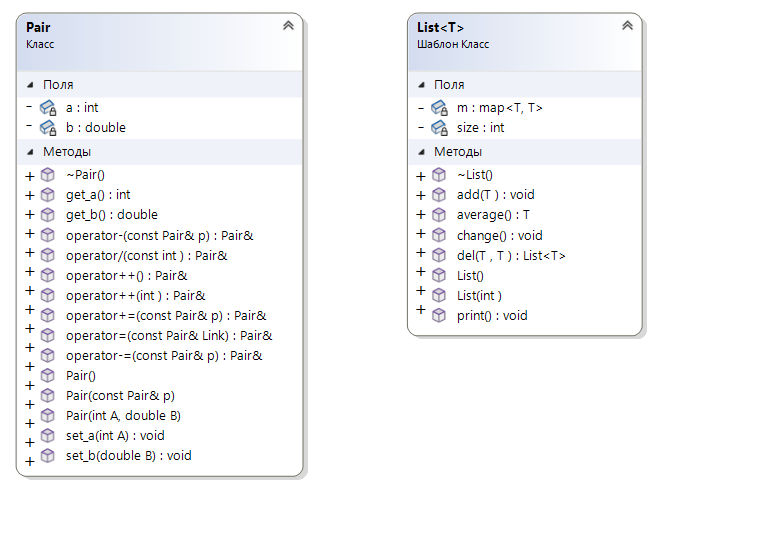 Pair
Класс
Поля
- a : int
- b : double
Методы
+ ~Pair()
+ get_a() : int
+ get_b() : double
+ operator-(const Pair& p) : Pair&
+ operator/(const int ) : Pair&
+ operator++() : Pair&
+ operator++(int ) : Pair&
+ operator+=(const Pair& p) : Pair&
+ operator=(const Pair& Link) : Pair&
+ operator-=(const Pair& p) : Pair&
+ Pair()
+ Pair(const Pair& p)
+ Pair(int A, double B)
+ set_a(int A) : void
+ set_b(double B) : void
List<T>
Шаблон Класс
Поля
- m : map<T, T>
- size : int
Методы
+ ~List()
+ add(T ) : void
+ average() : T
+ change() : void
+ del(T , T ) : List<T>
+ List()
+ List(int )
+ print() : void